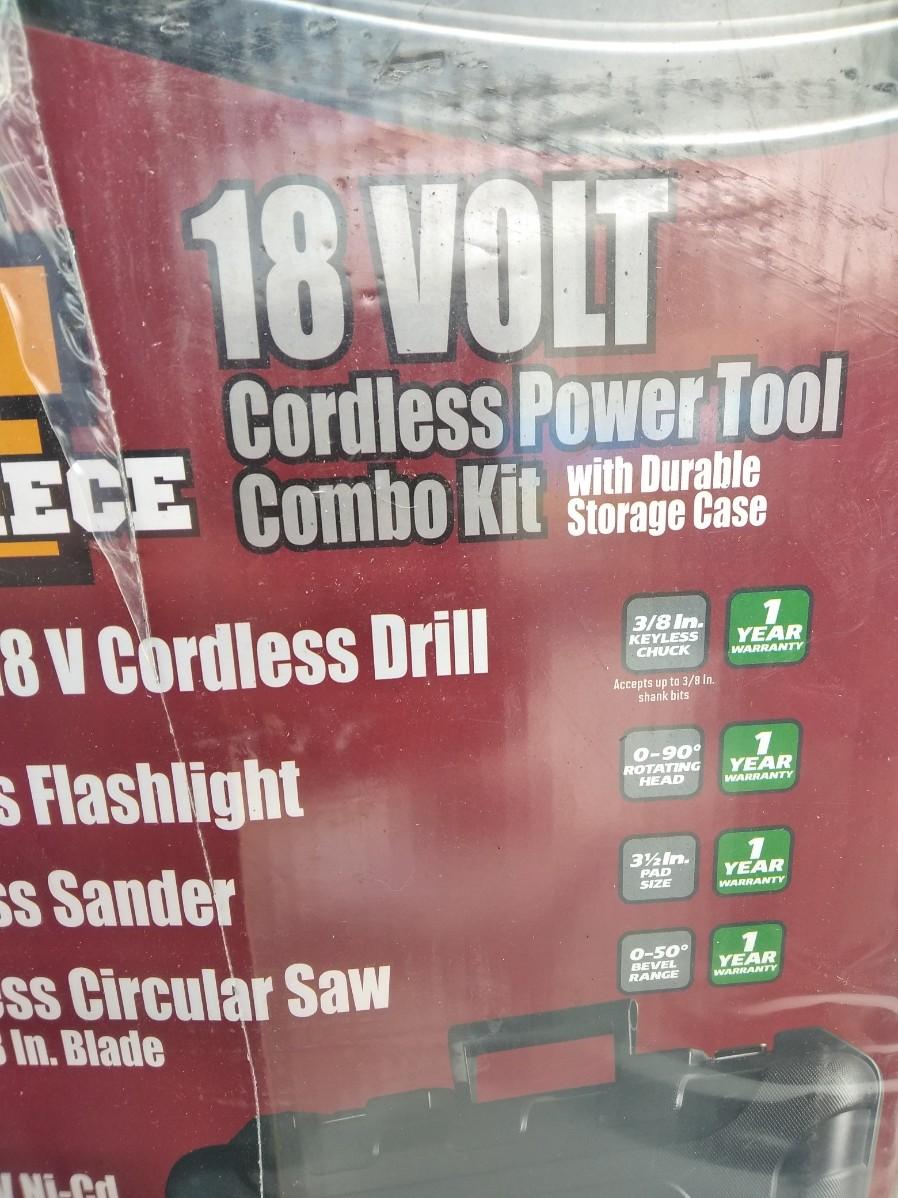 18 VOLT
Cordless Power Tool
Combo Kit with Durable
Storage Case
IECE
18 V Cordless Drill
3/8 In.
KEYLESS
CHUCK
1
YEAR
WARRANTY
Accepts up to 3/8 In.
shank bits
s Flashlight
0-90°
ROTATING
HEAD
1
YEAR
WARRANTY
ss Sander
3½ In.
PAD
SIZE
1
YEAR
WARRANTY
ess Circular Saw
In. Blade
0-50°
BEVEL
RANGE
1
YEAR
WARRANTY
V Ni-Cd